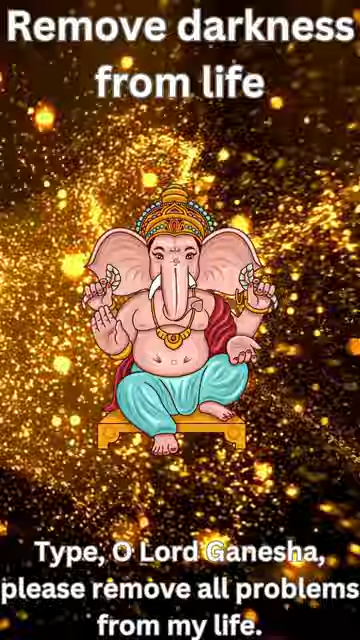 Remove darkness
from life
Type, O Lord Ganesha,
please remove all problems
from my life.